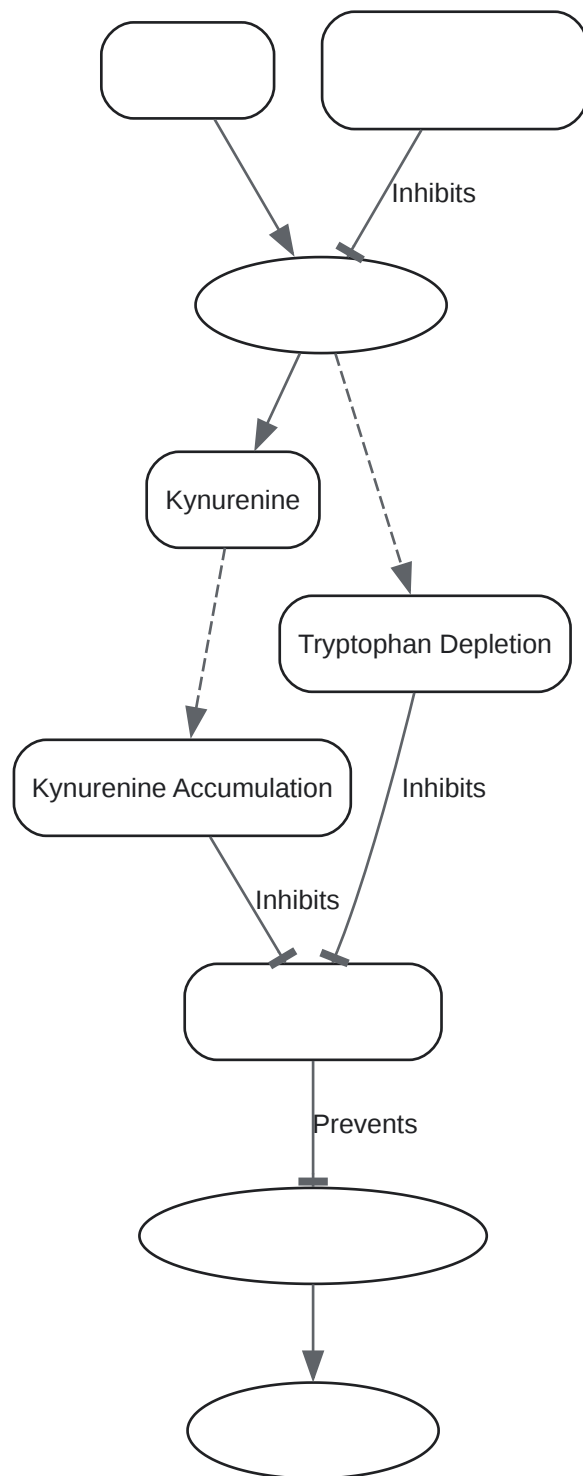 Inhibits
Kynurenine
Tryptophan Depletion
Kynurenine Accumulation
Inhibits
Inhibits
Prevents